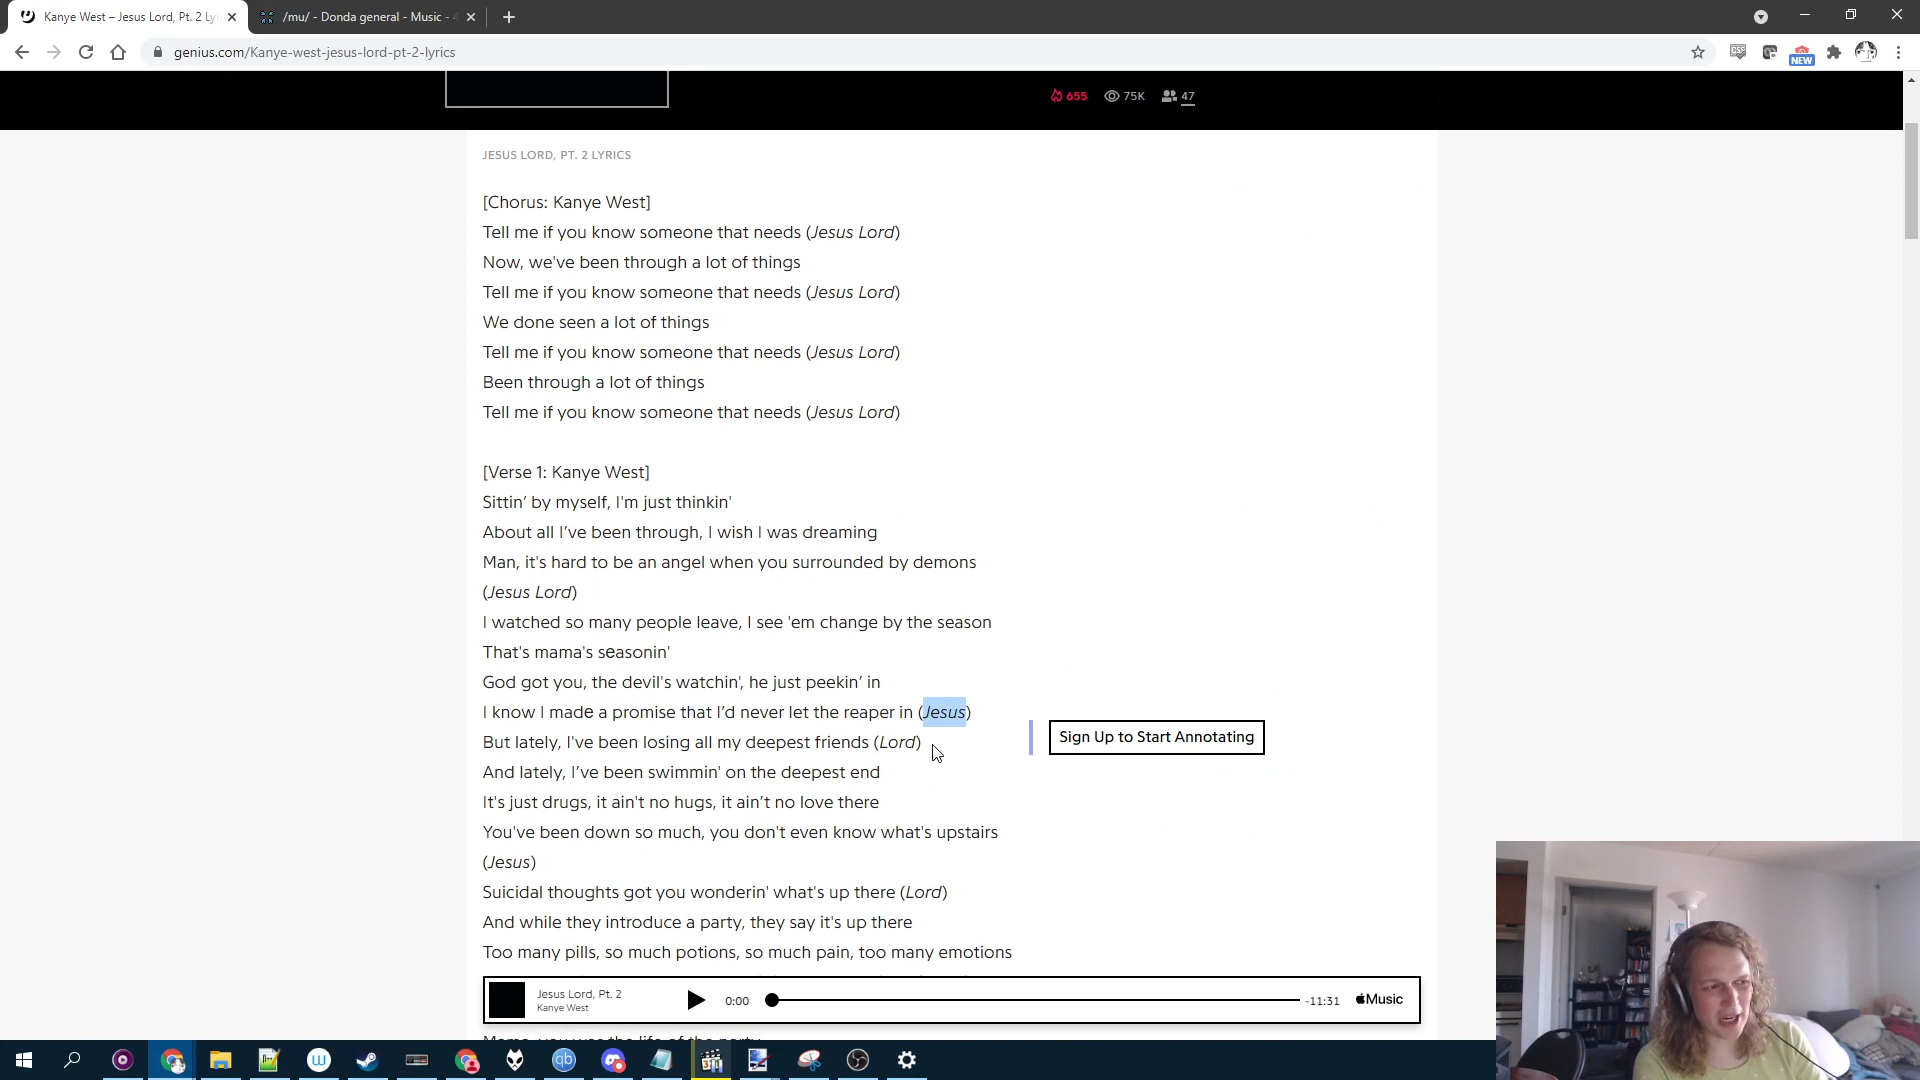 Kanye West – Jesus Lord, Pt. 2 Ly
/mu/ - Donda general - Music - 4
genius.com/Kanye-west-jesus-lord-pt-2-lyrics
NEW
655 75K 47
JESUS LORD, PT. 2 LYRICS
[Chorus: Kanye West]
Tell me if you know someone that needs (Jesus Lord)
Now, we've been through a lot of things
Tell me if you know someone that needs (Jesus Lord)
We done seen a lot of things
Tell me if you know someone that needs (Jesus Lord)
Been through a lot of things
Tell me if you know someone that needs (Jesus Lord)
[Verse 1: Kanye West]
Sittin’ by myself, I'm just thinkin'
About all I’ve been through, I wish I was dreaming
Man, it's hard to be an angel when you surrounded by demons
(Jesus Lord)
I watched so many people leave, I see 'em change by the season
That's mama's seasonin'
God got you, the devil's watchin', he just peekin’ in
I know I made a promise that I’d never let the reaper in (Jesus)
But lately, I've been losing all my deepest friends (Lord)
Sign Up to Start Annotating
And lately, I’ve been swimmin' on the deepest end
It's just drugs, it ain't no hugs, it ain’t no love there
You've been down so much, you don't even know what's upstairs
(Jesus)
Suicidal thoughts got you wonderin' what's up there (Lord)
And while they introduce a party, they say it's up there
Too many pills, so much potions, so much pain, too many emotions
Jesus Lord, Pt. 2
Kanye West
0:00
-11:31
Music
Mama, you was the life of the party